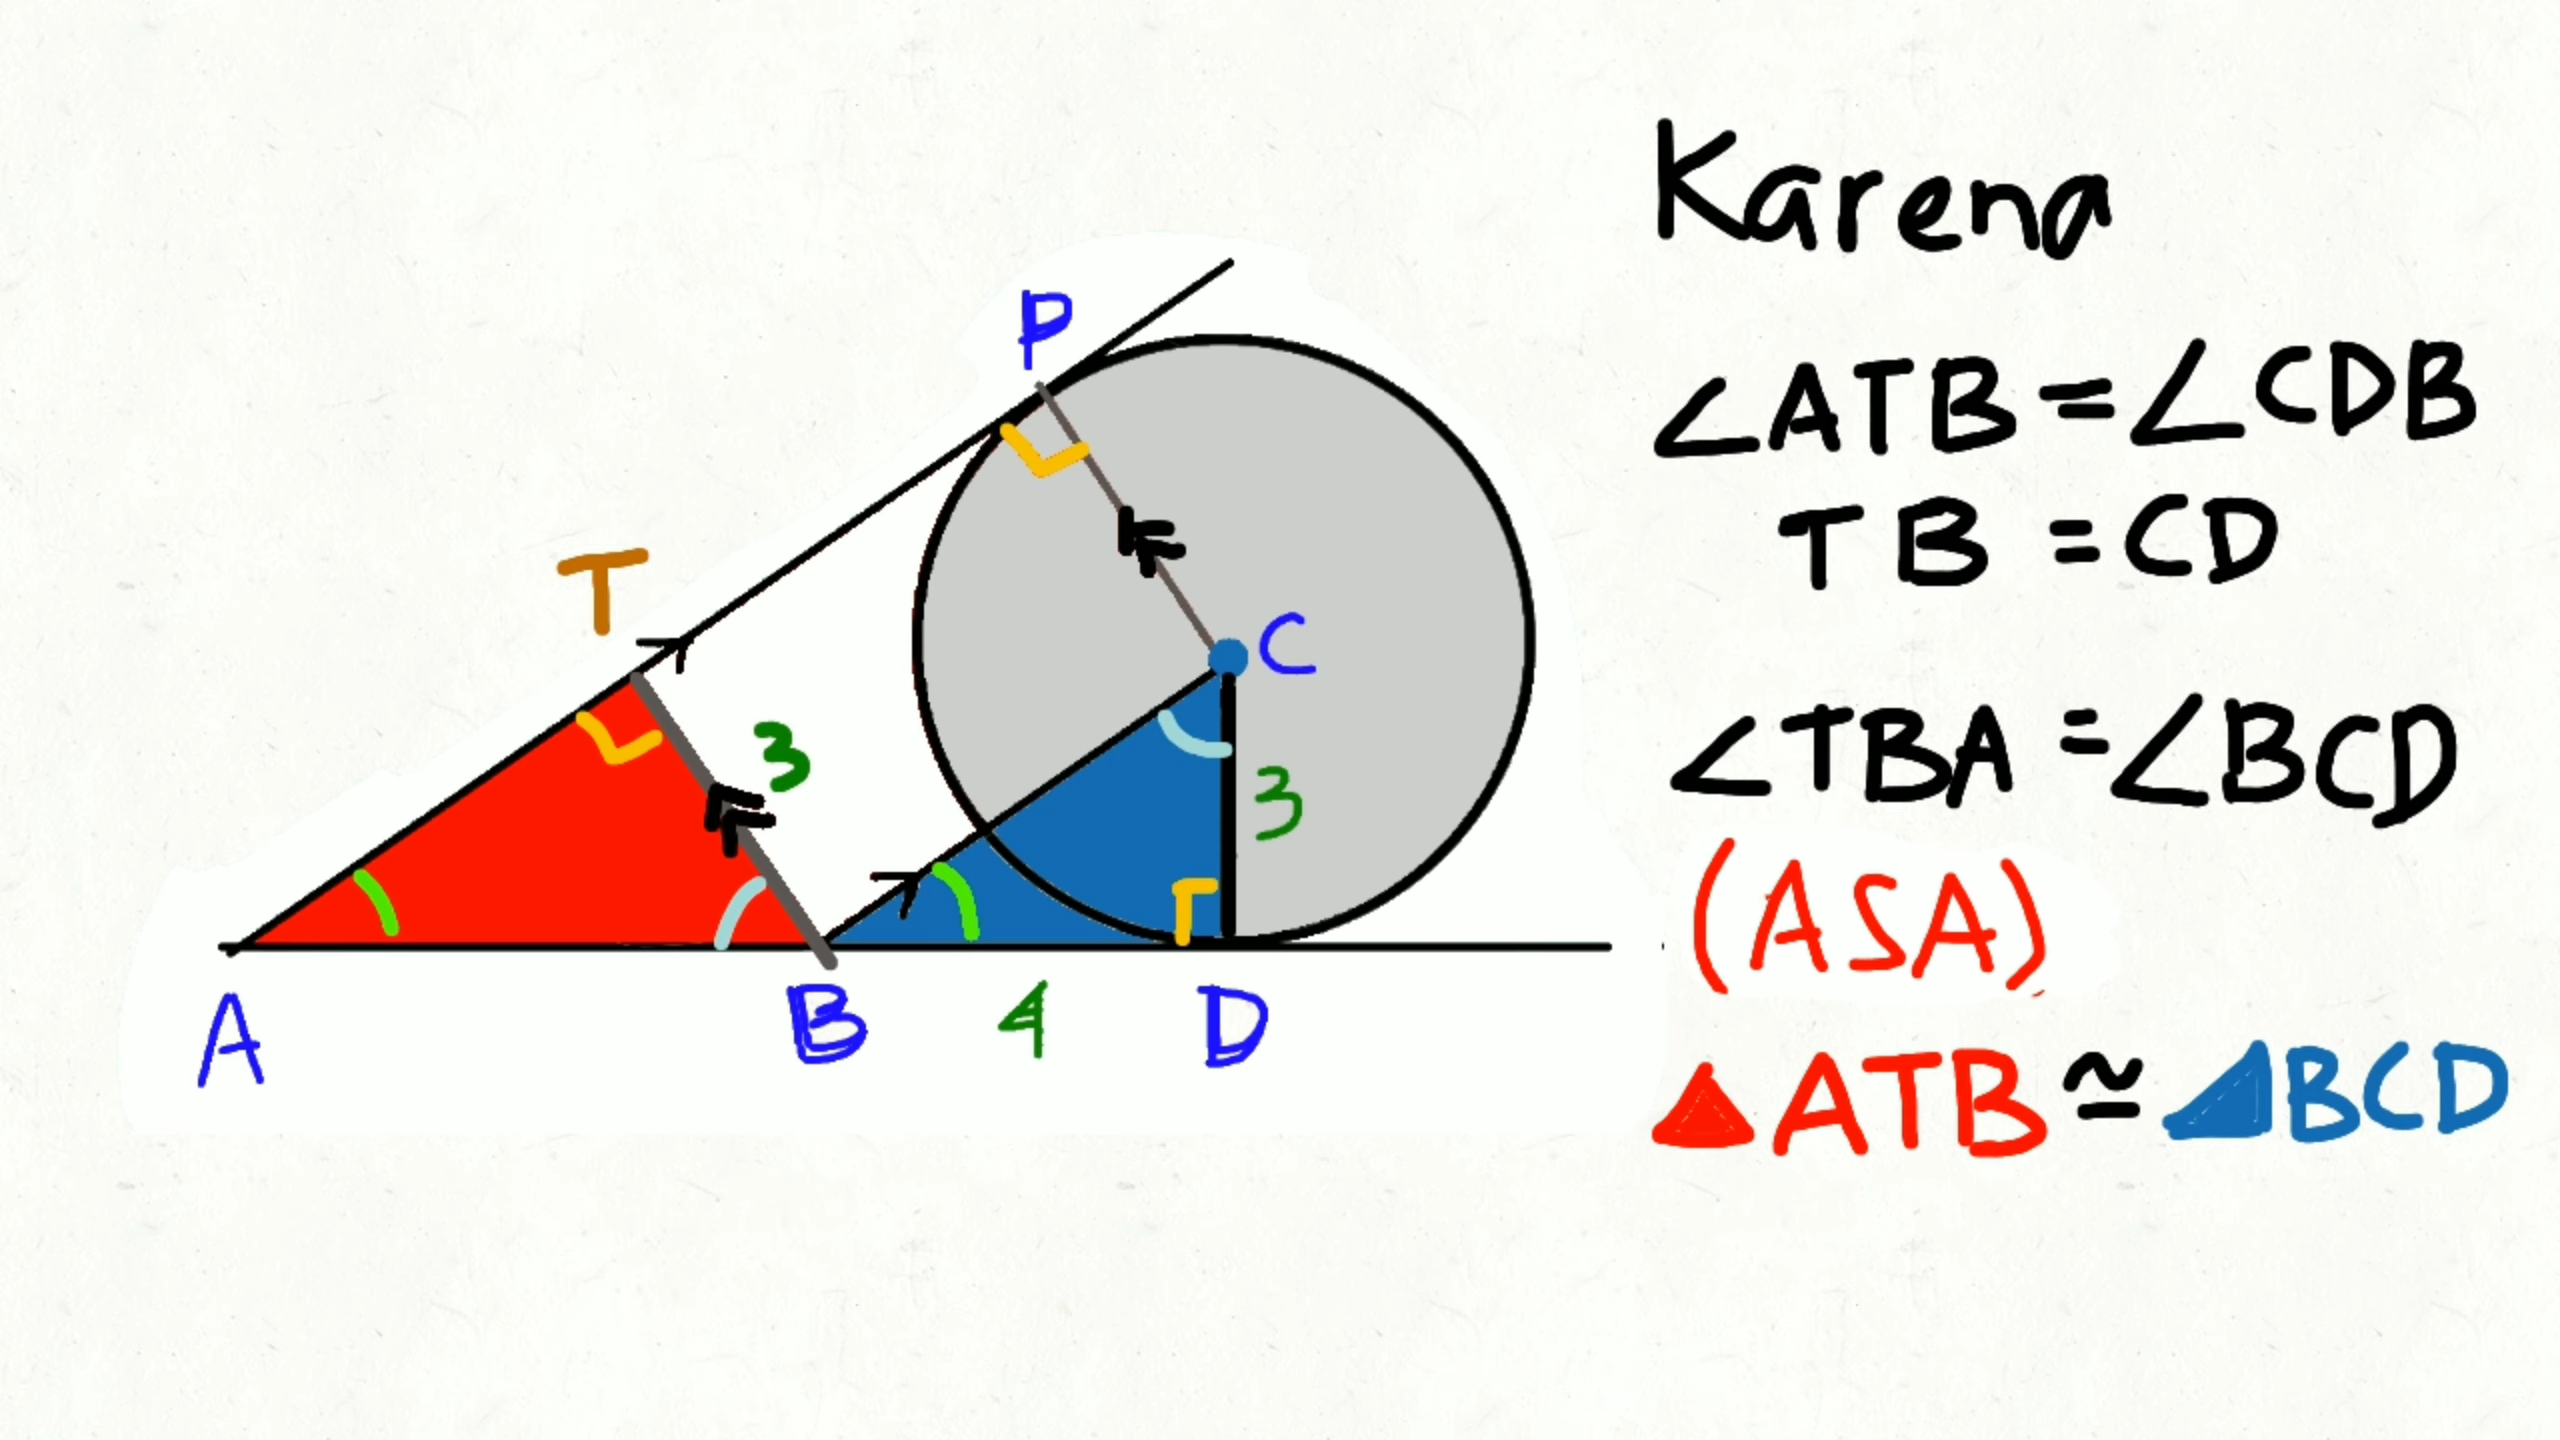 Karena
∠ATB = ∠CDB
TB = CD
∠TBA = ∠BCD
(ASA)
▲ATB ≅ ◢BCD
P
T
C
3
3
A
B
4
D